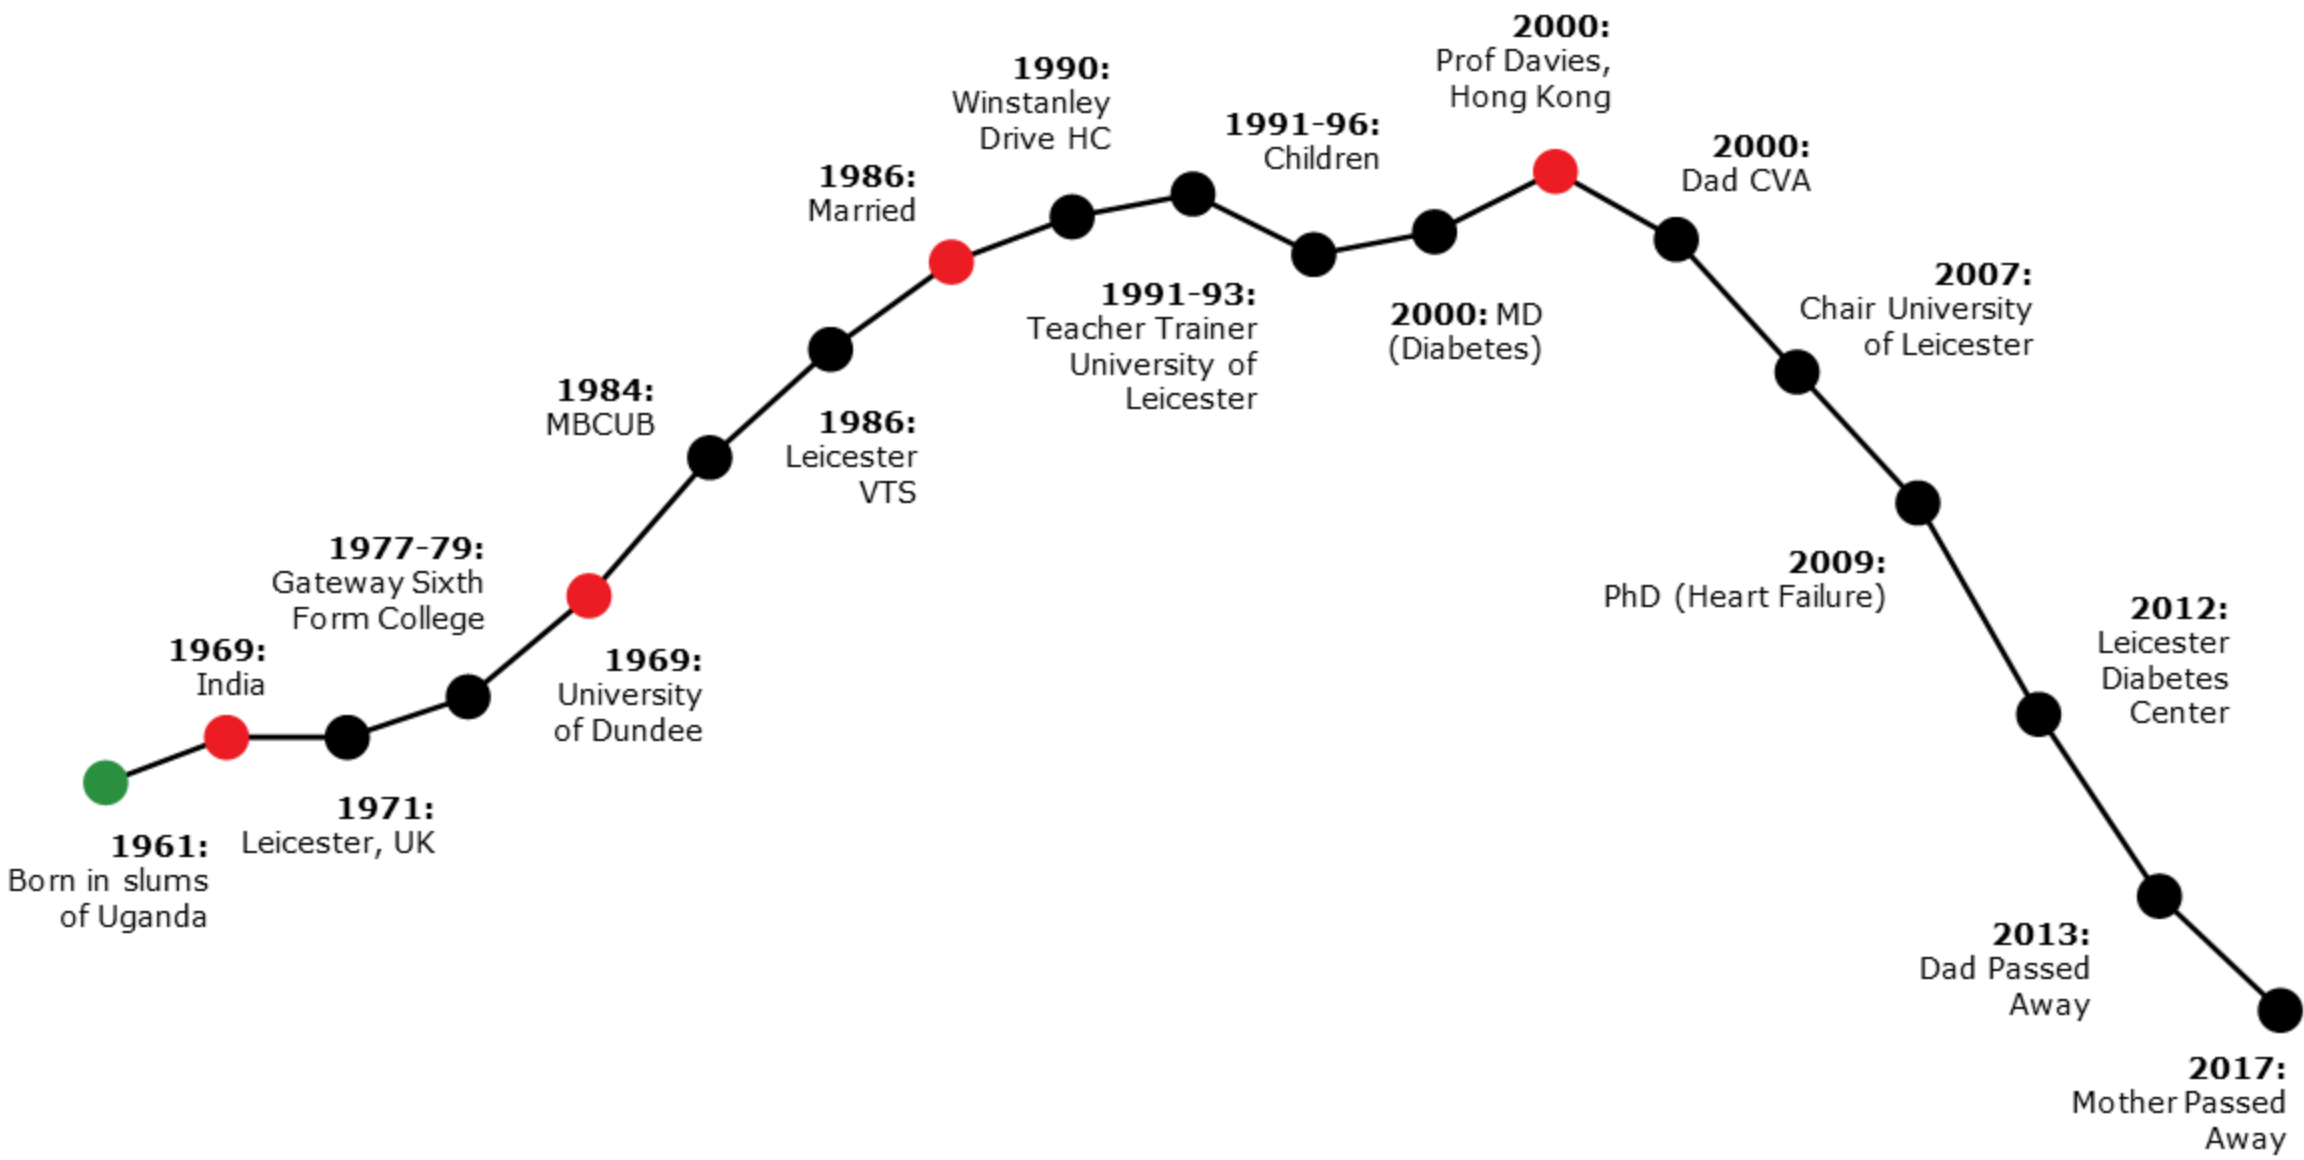 1961:
Born in slums
of Uganda
1969:
India
1971:
Leicester, UK
1977-79:
Gateway Sixth
Form College
1969:
University
of Dundee
1984:
MBCUB
1986:
Leicester
VTS
1986:
Married
1990:
Winstanley
Drive HC
1991-93:
Teacher Trainer
University of
Leicester
1991-96:
Children
2000: MD
(Diabetes)
2000:
Prof Davies,
Hong Kong
2000:
Dad CVA
2007:
Chair University
of Leicester
2009:
PhD (Heart Failure)
2012:
Leicester
Diabetes
Center
2013:
Dad Passed
Away
2017:
Mother Passed
Away